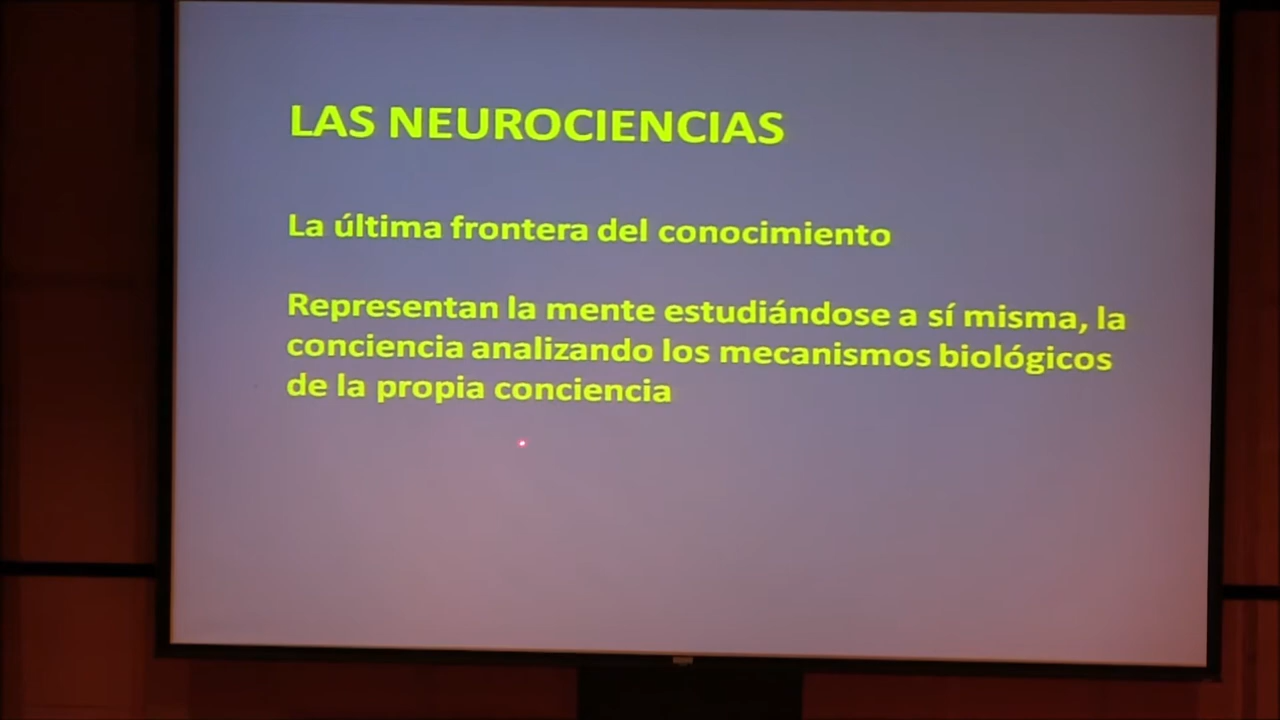 LAS NEUROCIENCIAS
La última frontera del conocimiento
Representan la mente estudiándose a sí misma, la
conciencia analizando los mecanismos biológicos
de la propia conciencia